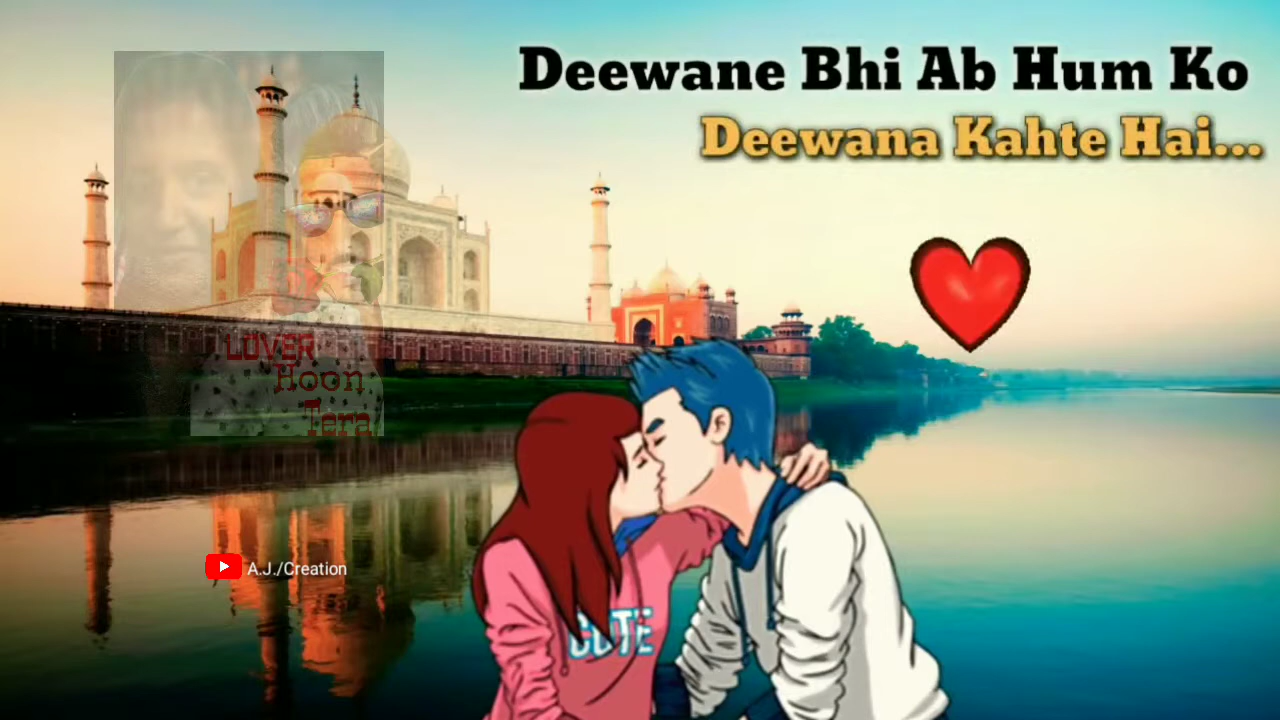 Deewane Bhi Ab Hum Ko
Deewana Kahte Hai...
LOVER
Hoon
Tera
A.J./Creation
CUTE